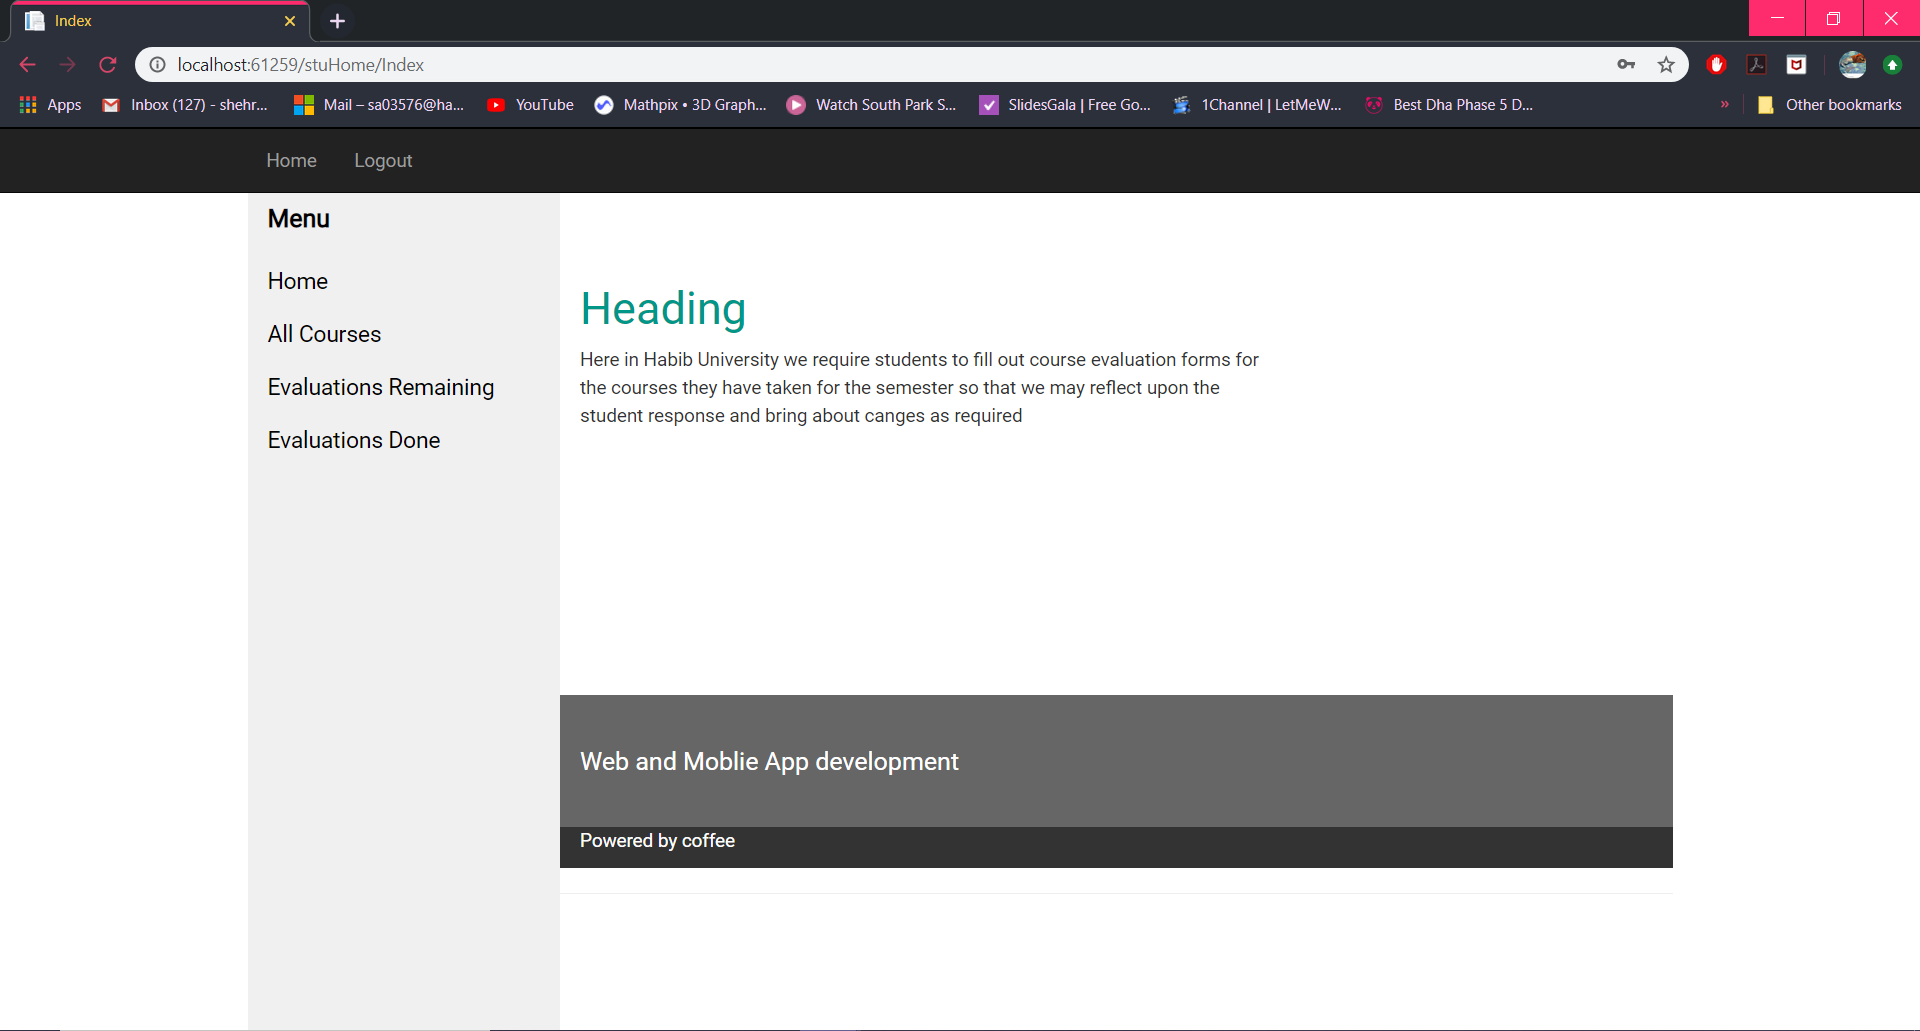 Index
localhost:61259/stuHome/Index
Apps
Inbox (127) - shehr...
Mail – sa03576@ha...
YouTube
Mathpix • 3D Graph...
Watch South Park S...
SlidesGala | Free Go...
1Channel | LetMeW...
Best Dha Phase 5 D...
»
Other bookmarks
Home
Logout
Menu
Home
All Courses
Evaluations Remaining
Evaluations Done
Heading
Here in Habib University we require students to fill out course evaluation forms for
the courses they have taken for the semester so that we may reflect upon the
student response and bring about canges as required
Web and Moblie App development
Powered by coffee